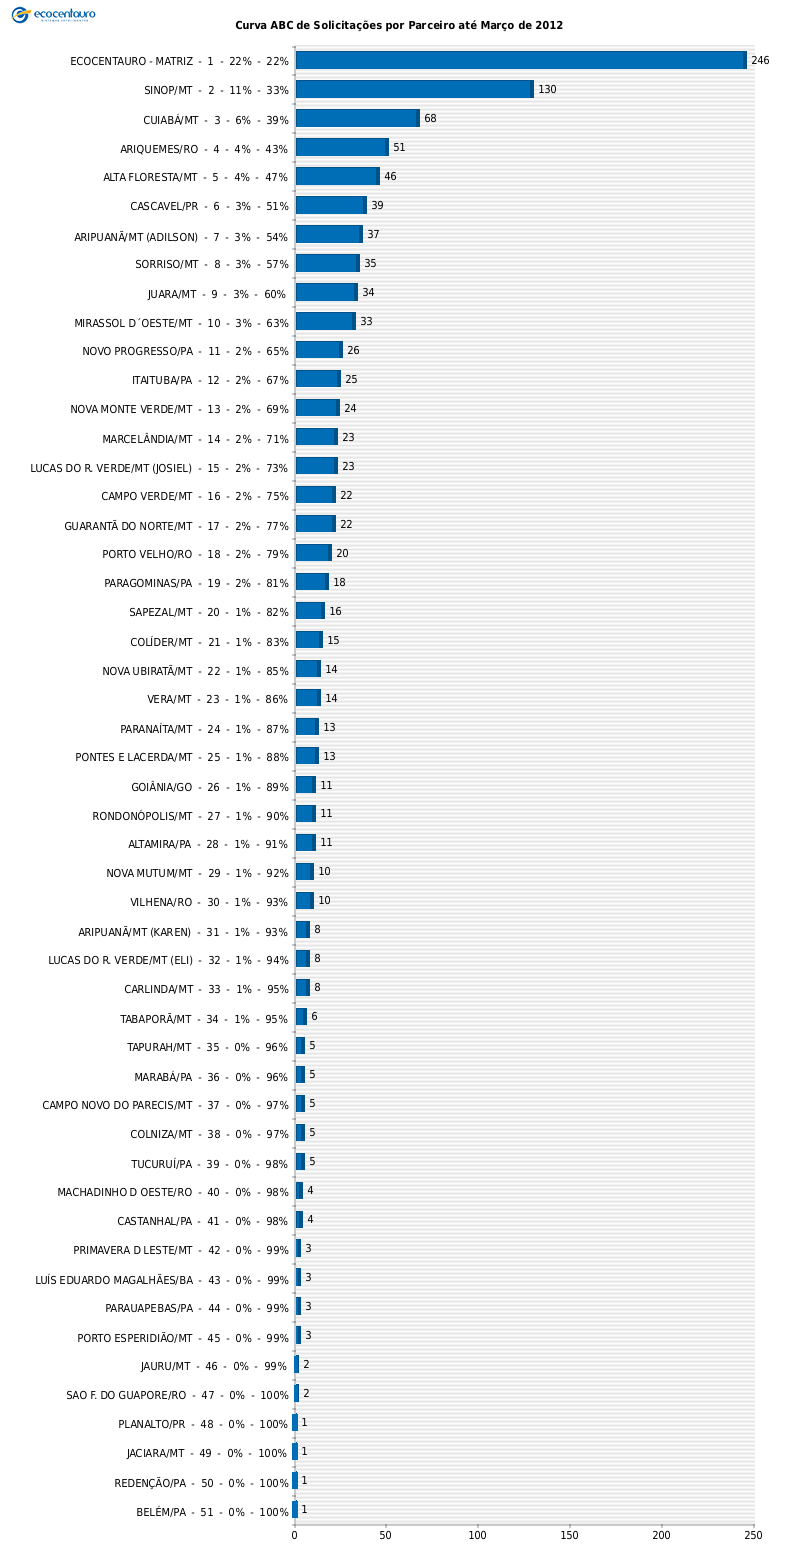 ecocentauro
Curva ABC de Solicitações por Parceiro até Março de 2012
ECOCENTAURO - MATRIZ - 1 - 22% - 22% 246
SINOP/MT - 2 - 11% - 33% 130
CUIABÁ/MT - 3 - 6% - 39% 68
ARIQUEMES/RO - 4 - 4% - 43% 51
ALTA FLORESTA/MT - 5 - 4% - 47% 46
CASCAVEL/PR - 6 - 3% - 51% 39
ARIPUANÃ/MT (ADILSON) - 7 - 3% - 54% 37
SORRISO/MT - 8 - 3% - 57% 35
JUARA/MT - 9 - 3% - 60% 34
MIRASSOL D´OESTE/MT - 10 - 3% - 63% 33
NOVO PROGRESSO/PA - 11 - 2% - 65% 26
ITAITUBA/PA - 12 - 2% - 67% 25
NOVA MONTE VERDE/MT - 13 - 2% - 69% 24
MARCELÂNDIA/MT - 14 - 2% - 71% 23
LUCAS DO R. VERDE/MT (JOSIEL) - 15 - 2% - 73% 23
CAMPO VERDE/MT - 16 - 2% - 75% 22
GUARANTÃ DO NORTE/MT - 17 - 2% - 77% 22
PORTO VELHO/RO - 18 - 2% - 79% 20
PARAGOMINAS/PA - 19 - 2% - 81% 18
SAPEZAL/MT - 20 - 1% - 82% 16
COLÍDER/MT - 21 - 1% - 83% 15
NOVA UBIRATÃ/MT - 22 - 1% - 85% 14
VERA/MT - 23 - 1% - 86% 14
PARANAÍTA/MT - 24 - 1% - 87% 13
PONTES E LACERDA/MT - 25 - 1% - 88% 13
GOIÂNIA/GO - 26 - 1% - 89% 11
RONDONÓPOLIS/MT - 27 - 1% - 90% 11
ALTAMIRA/PA - 28 - 1% - 91% 11
NOVA MUTUM/MT - 29 - 1% - 92% 10
VILHENA/RO - 30 - 1% - 93% 10
ARIPUANÃ/MT (KAREN) - 31 - 1% - 93% 8
LUCAS DO R. VERDE/MT (ELI) - 32 - 1% - 94% 8
CARLINDA/MT - 33 - 1% - 95% 8
TABAPORÃ/MT - 34 - 1% - 95% 6
TAPURAH/MT - 35 - 0% - 96% 5
MARABÁ/PA - 36 - 0% - 96% 5
CAMPO NOVO DO PARECIS/MT - 37 - 0% - 97% 5
COLNIZA/MT - 38 - 0% - 97% 5
TUCURUÍ/PA - 39 - 0% - 98% 5
MACHADINHO D OESTE/RO - 40 - 0% - 98% 4
CASTANHAL/PA - 41 - 0% - 98% 4
PRIMAVERA D LESTE/MT - 42 - 0% - 99% 3
LUÍS EDUARDO MAGALHÃES/BA - 43 - 0% - 99% 3
PARAUAPEBAS/PA - 44 - 0% - 99% 3
PORTO ESPERIDIÃO/MT - 45 - 0% - 99% 3
JAURU/MT - 46 - 0% - 99% 2
SAO F. DO GUAPORE/RO - 47 - 0% - 100% 2
PLANALTO/PR - 48 - 0% - 100% 1
JACIARA/MT - 49 - 0% - 100% 1
REDENÇÃO/PA - 50 - 0% - 100% 1
BELÉM/PA - 51 - 0% - 100% 1
0 50 100 150 200 250